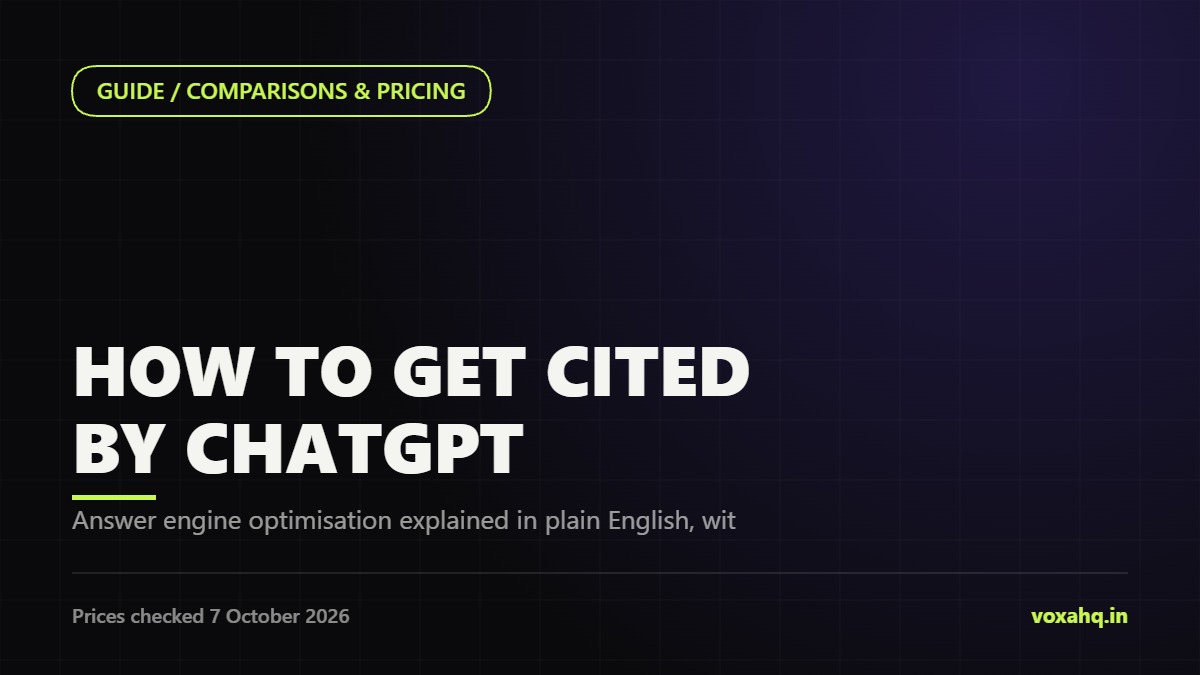 GUIDE / COMPARISONS & PRICING
HOW TO GET CITED
BY CHATGPT
Answer engine optimisation explained in plain English, wit
Prices checked 7 October 2026
voxahq.in